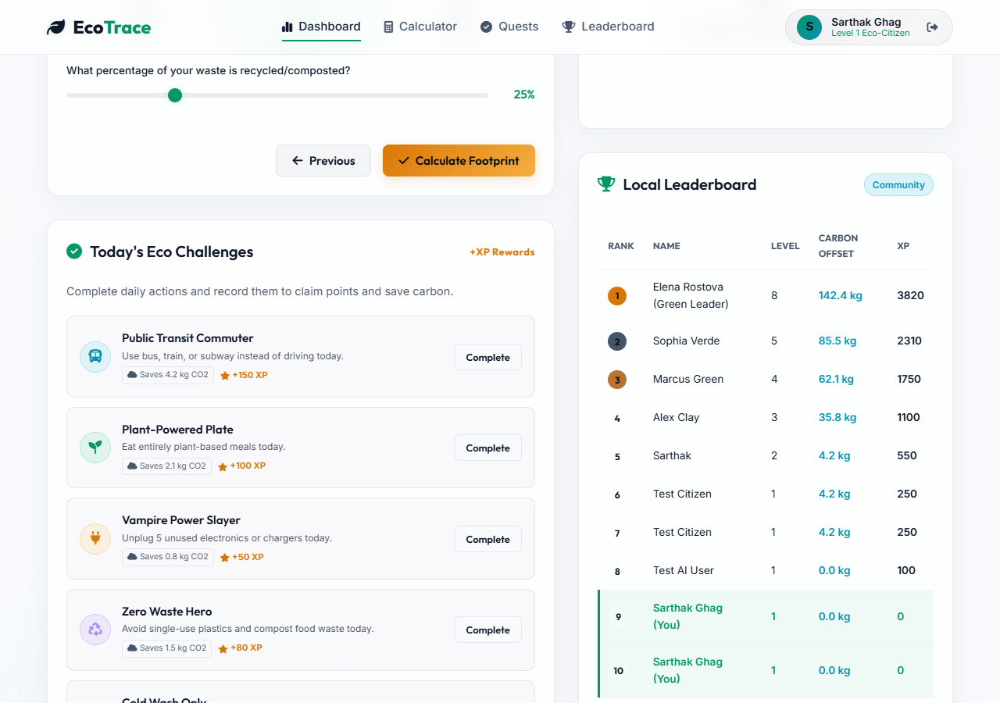 EcoTrace
Dashboard
Calculator
Quests
Leaderboard
S
Sarthak Ghag
Level 1 Eco-Citizen
What percentage of your waste is recycled/composted?
25%
Previous
Calculate Footprint
Today's Eco Challenges
+XP Rewards
Complete daily actions and record them to claim points and save carbon.
Public Transit Commuter
Use bus, train, or subway instead of driving today.
Saves 4.2 kg CO2 +150 XP
Complete
Plant-Powered Plate
Eat entirely plant-based meals today.
Saves 2.1 kg CO2 +100 XP
Complete
Vampire Power Slayer
Unplug 5 unused electronics or chargers today.
Saves 0.8 kg CO2 +50 XP
Complete
Zero Waste Hero
Avoid single-use plastics and compost food waste today.
Saves 1.5 kg CO2 +80 XP
Complete
Cold Wash Only
Local Leaderboard
Community
RANK NAME LEVEL CARBON OFFSET XP
1 Elena Rostova (Green Leader) 8 142.4 kg 3820
2 Sophia Verde 5 85.5 kg 2310
3 Marcus Green 4 62.1 kg 1750
4 Alex Clay 3 35.8 kg 1100
5 Sarthak 2 4.2 kg 550
6 Test Citizen 1 4.2 kg 250
7 Test Citizen 1 4.2 kg 250
8 Test AI User 1 0.0 kg 100
9 Sarthak Ghag (You) 1 0.0 kg 0
10 Sarthak Ghag (You) 1 0.0 kg 0